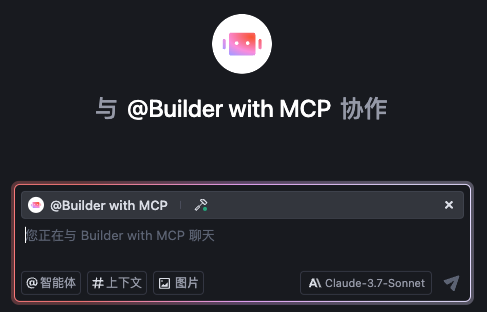 与 @Builder with MCP 协作
@Builder with MCP
您正在与 Builder with MCP 聊天
@智能体 #上下文 图片 A\ Claude-3.7-Sonnet